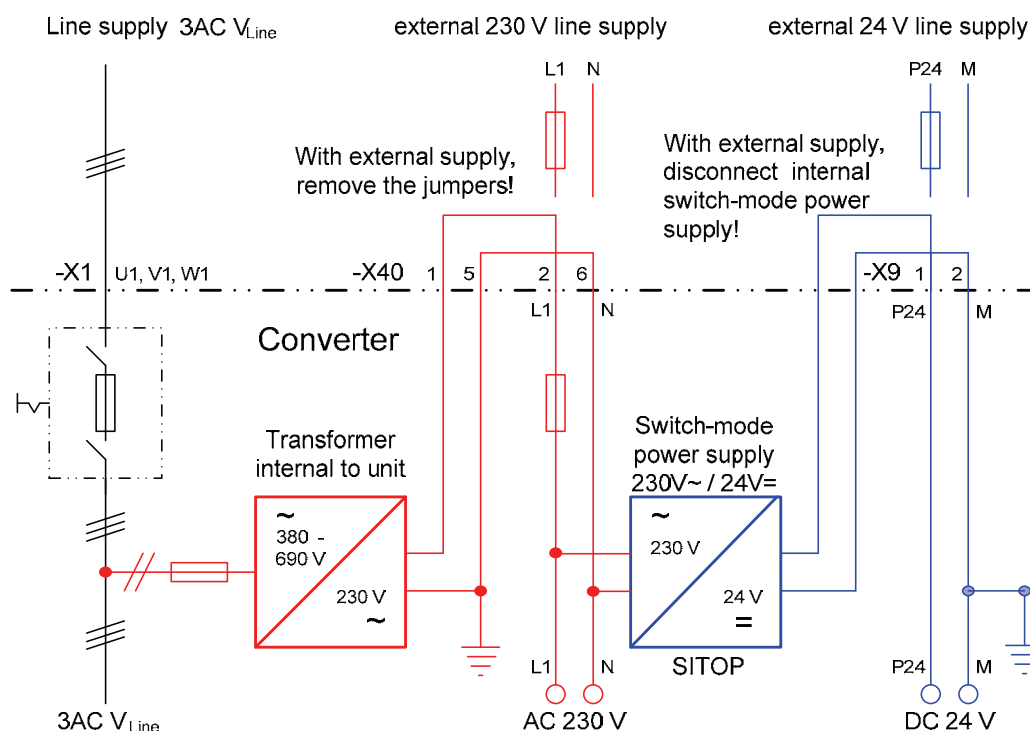 Line supply 3AC VLine
external 230 V line supply
external 24 V line supply
L1 N
P24 M
With external supply,
remove the jumpers!
With external supply,
disconnect internal
switch-mode power
supply!
-X1 U1, V1, W1
-X40 1 5 2 6
-X9 1 2
L1 N
P24 M
Converter
Transformer
internal to unit
Switch-mode
power supply
230V~ / 24V=
~
380 -
690 V
230 V
~
~
230 V
24 V
=
SITOP
L1 N
P24 M
3AC VLine
AC 230 V
DC 24 V